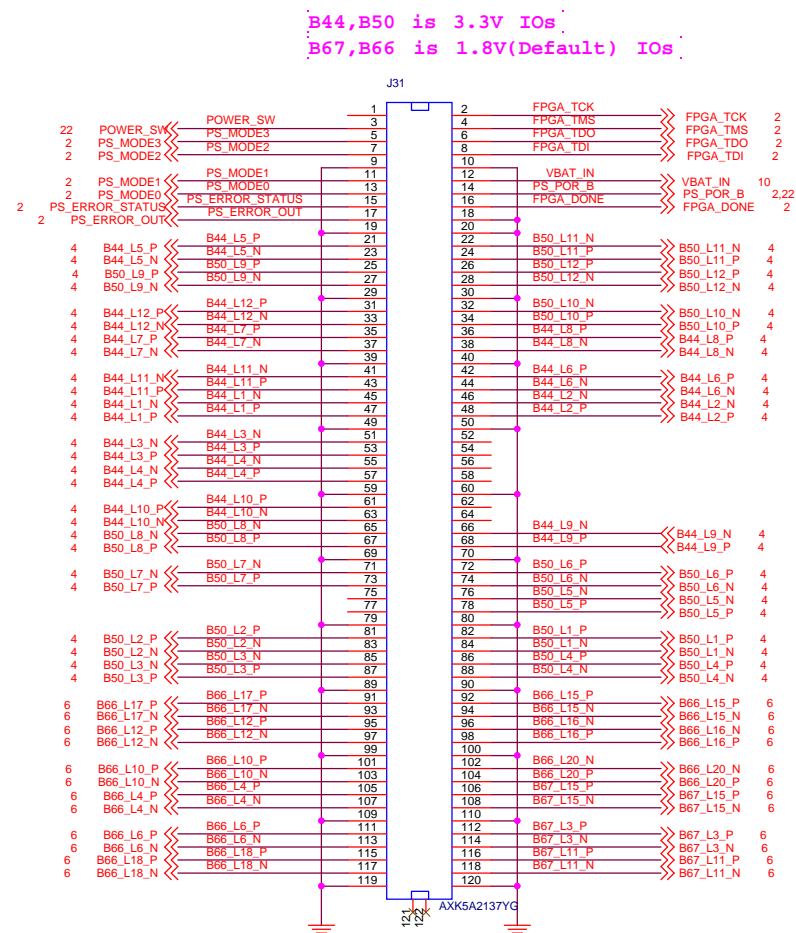 B44,B50 is 3.3V IOs
B67,B66 is 1.8V(Default) IOs
J31
1 2 FPGA_TCK FPGA_TCK 2
22 POWER_SW POWER_SW 3 4 FPGA_TMS FPGA_TMS 2
2 PS_MODE3 PS_MODE3 5 6 FPGA_TDO FPGA_TDO 2
2 PS_MODE2 PS_MODE2 7 8 FPGA_TDI FPGA_TDI 2
9 10
2 PS_MODE1 PS_MODE1 11 12 VBAT_IN VBAT_IN 10
2 PS_MODE0 PS_MODE0 13 14 PS_POR_B PS_POR_B 2,22
2 PS_ERROR_STATUS PS_ERROR_STATUS 15 16 FPGA_DONE FPGA_DONE 2
2 PS_ERROR_OUT PS_ERROR_OUT 17 18
19 20
4 B44_L5_P B44_L5_P 21 22 B50_L11_N B50_L11_N 4
4 B44_L5_N B44_L5_N 23 24 B50_L11_P B50_L11_P 4
4 B50_L9_P B50_L9_P 25 26 B50_L12_P B50_L12_P 4
4 B50_L9_N B50_L9_N 27 28 B50_L12_N B50_L12_N 4
29 30
4 B44_L12_P B44_L12_P 31 32 B50_L10_N B50_L10_N 4
4 B44_L12_N B44_L12_N 33 34 B50_L10_P B50_L10_P 4
4 B44_L7_P B44_L7_P 35 36 B44_L8_P B44_L8_P 4
4 B44_L7_N B44_L7_N 37 38 B44_L8_N B44_L8_N 4
39 40
4 B44_L11_N B44_L11_N 41 42 B44_L6_P B44_L6_P 4
4 B44_L11_P B44_L11_P 43 44 B44_L6_N B44_L6_N 4
4 B44_L1_N B44_L1_N 45 46 B44_L2_N B44_L2_N 4
4 B44_L1_P B44_L1_P 47 48 B44_L2_P B44_L2_P 4
49 50
4 B44_L3_N B44_L3_N 51 52
4 B44_L3_P B44_L3_P 53 54
4 B44_L4_N B44_L4_N 55 56
4 B44_L4_P B44_L4_P 57 58
59 60
4 B44_L10_P B44_L10_P 61 62
4 B44_L10_N B44_L10_N 63 64
4 B50_L8_N B50_L8_N 65 66 B44_L9_N B44_L9_N 4
4 B50_L8_P B50_L8_P 67 68 B44_L9_P B44_L9_P 4
69 70
4 B50_L7_N B50_L7_N 71 72 B50_L6_P B50_L6_P 4
4 B50_L7_P B50_L7_P 73 74 B50_L6_N B50_L6_N 4
75 76 B50_L5_N B50_L5_N 4
77 78 B50_L5_P B50_L5_P 4
79 80
4 B50_L2_P B50_L2_P 81 82 B50_L1_P B50_L1_P 4
4 B50_L2_N B50_L2_N 83 84 B50_L1_N B50_L1_N 4
4 B50_L3_N B50_L3_N 85 86 B50_L4_P B50_L4_P 4
4 B50_L3_P B50_L3_P 87 88 B50_L4_N B50_L4_N 4
89 90
6 B66_L17_P B66_L17_P 91 92 B66_L15_P B66_L15_P 6
6 B66_L17_N B66_L17_N 93 94 B66_L15_N B66_L15_N 6
6 B66_L12_P B66_L12_P 95 96 B66_L16_N B66_L16_N 6
6 B66_L12_N B66_L12_N 97 98 B66_L16_P B66_L16_P 6
99 100
6 B66_L10_P B66_L10_P 101 102 B66_L20_N B66_L20_N 6
6 B66_L10_N B66_L10_N 103 104 B66_L20_P B66_L20_P 6
6 B66_L4_P B66_L4_P 105 106 B67_L15_P B67_L15_P 6
6 B66_L4_N B66_L4_N 107 108 B67_L15_N B67_L15_N 6
109 110
6 B66_L6_P B66_L6_P 111 112 B67_L3_P B67_L3_P 6
6 B66_L6_N B66_L6_N 113 114 B67_L3_N B67_L3_N 6
6 B66_L18_P B66_L18_P 115 116 B67_L11_P B67_L11_P 6
6 B66_L18_N B66_L18_N 117 118 B67_L11_N B67_L11_N 6
119 120
121 122 AXK5A2137YG